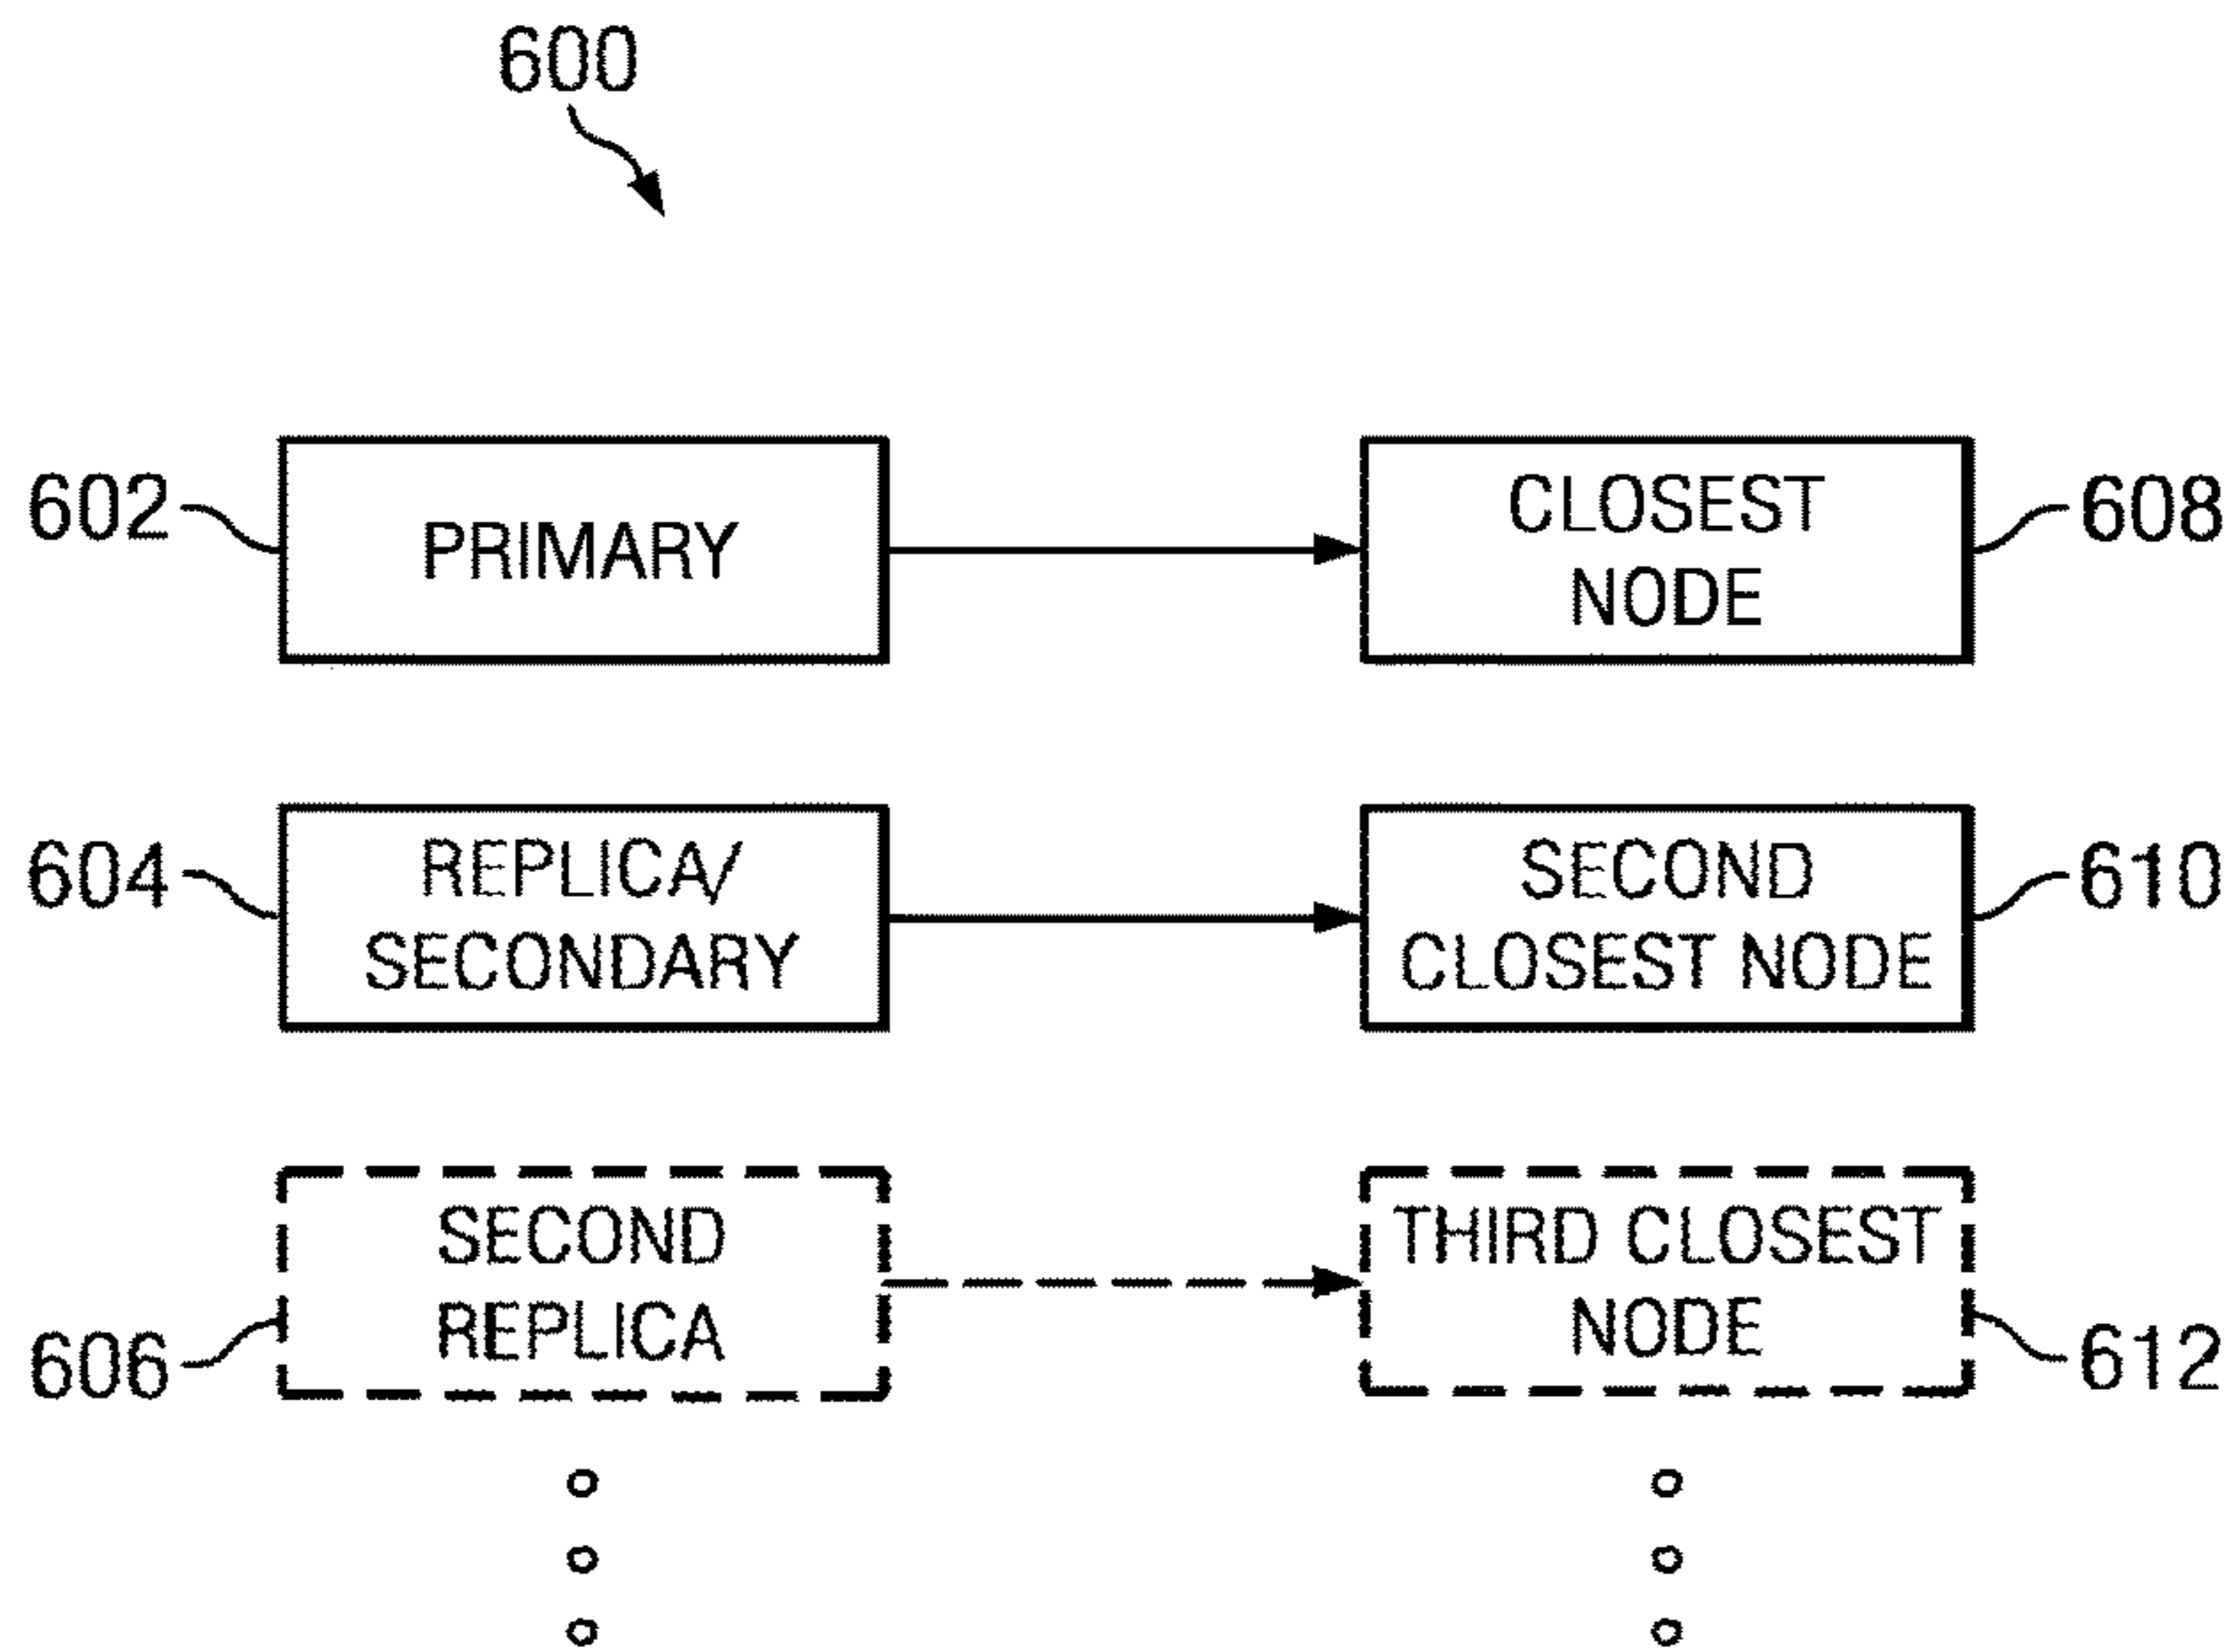 600
602
PRIMARY
CLOSEST
NODE
608
604
REPLICA/
SECONDARY
SECOND
CLOSEST NODE
610
606
SECOND
REPLICA
THIRD CLOSEST
NODE
612